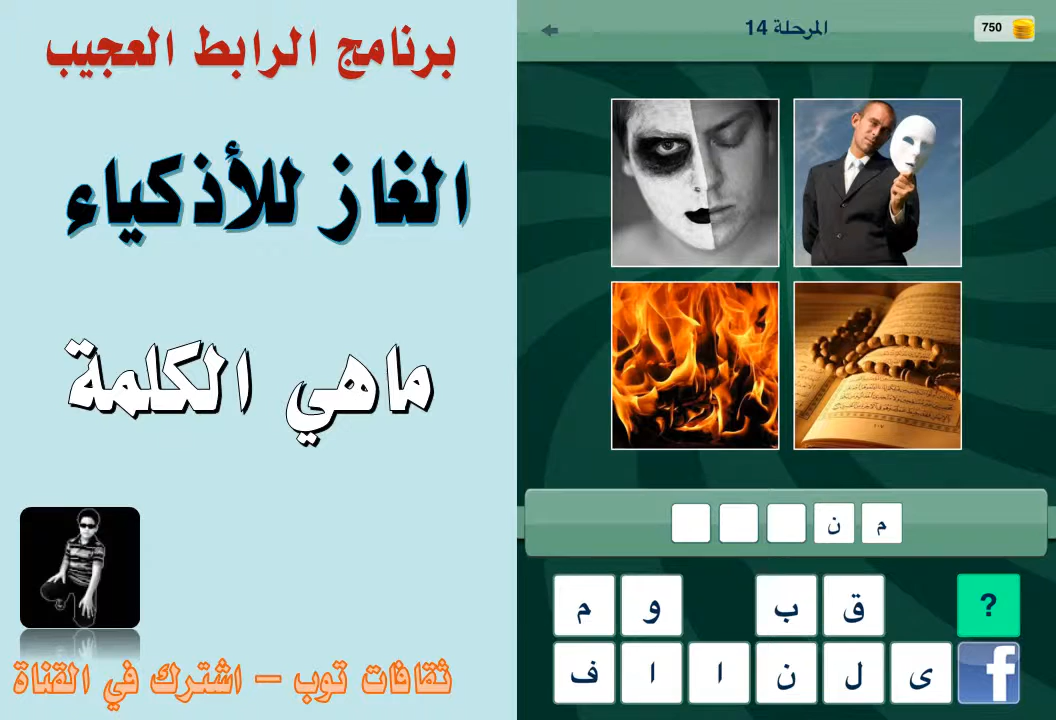 برنامج الرابط العجيب
الغاز للأذكياء
ماهي الكلمة
ثقافات توب – اشترك في القناة
المرحلة 14
750
م ن
؟ ق ب و م
ى ل ن ا ا ف
f